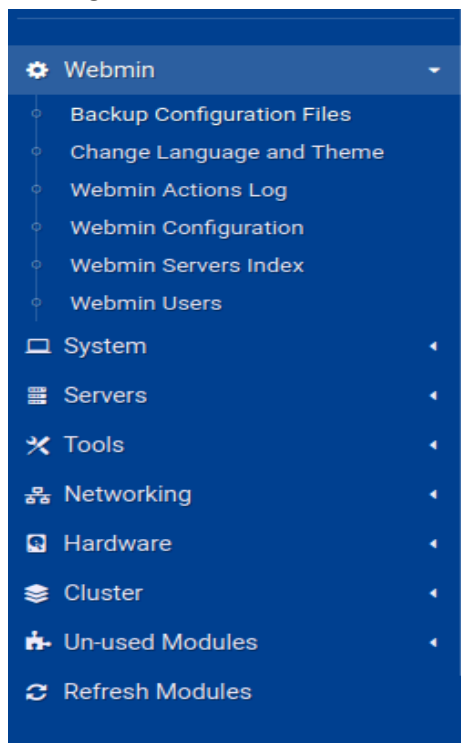 Webmin
Backup Configuration Files
Change Language and Theme
Webmin Actions Log
Webmin Configuration
Webmin Servers Index
Webmin Users
System
Servers
Tools
Networking
Hardware
Cluster
Un-used Modules
Refresh Modules